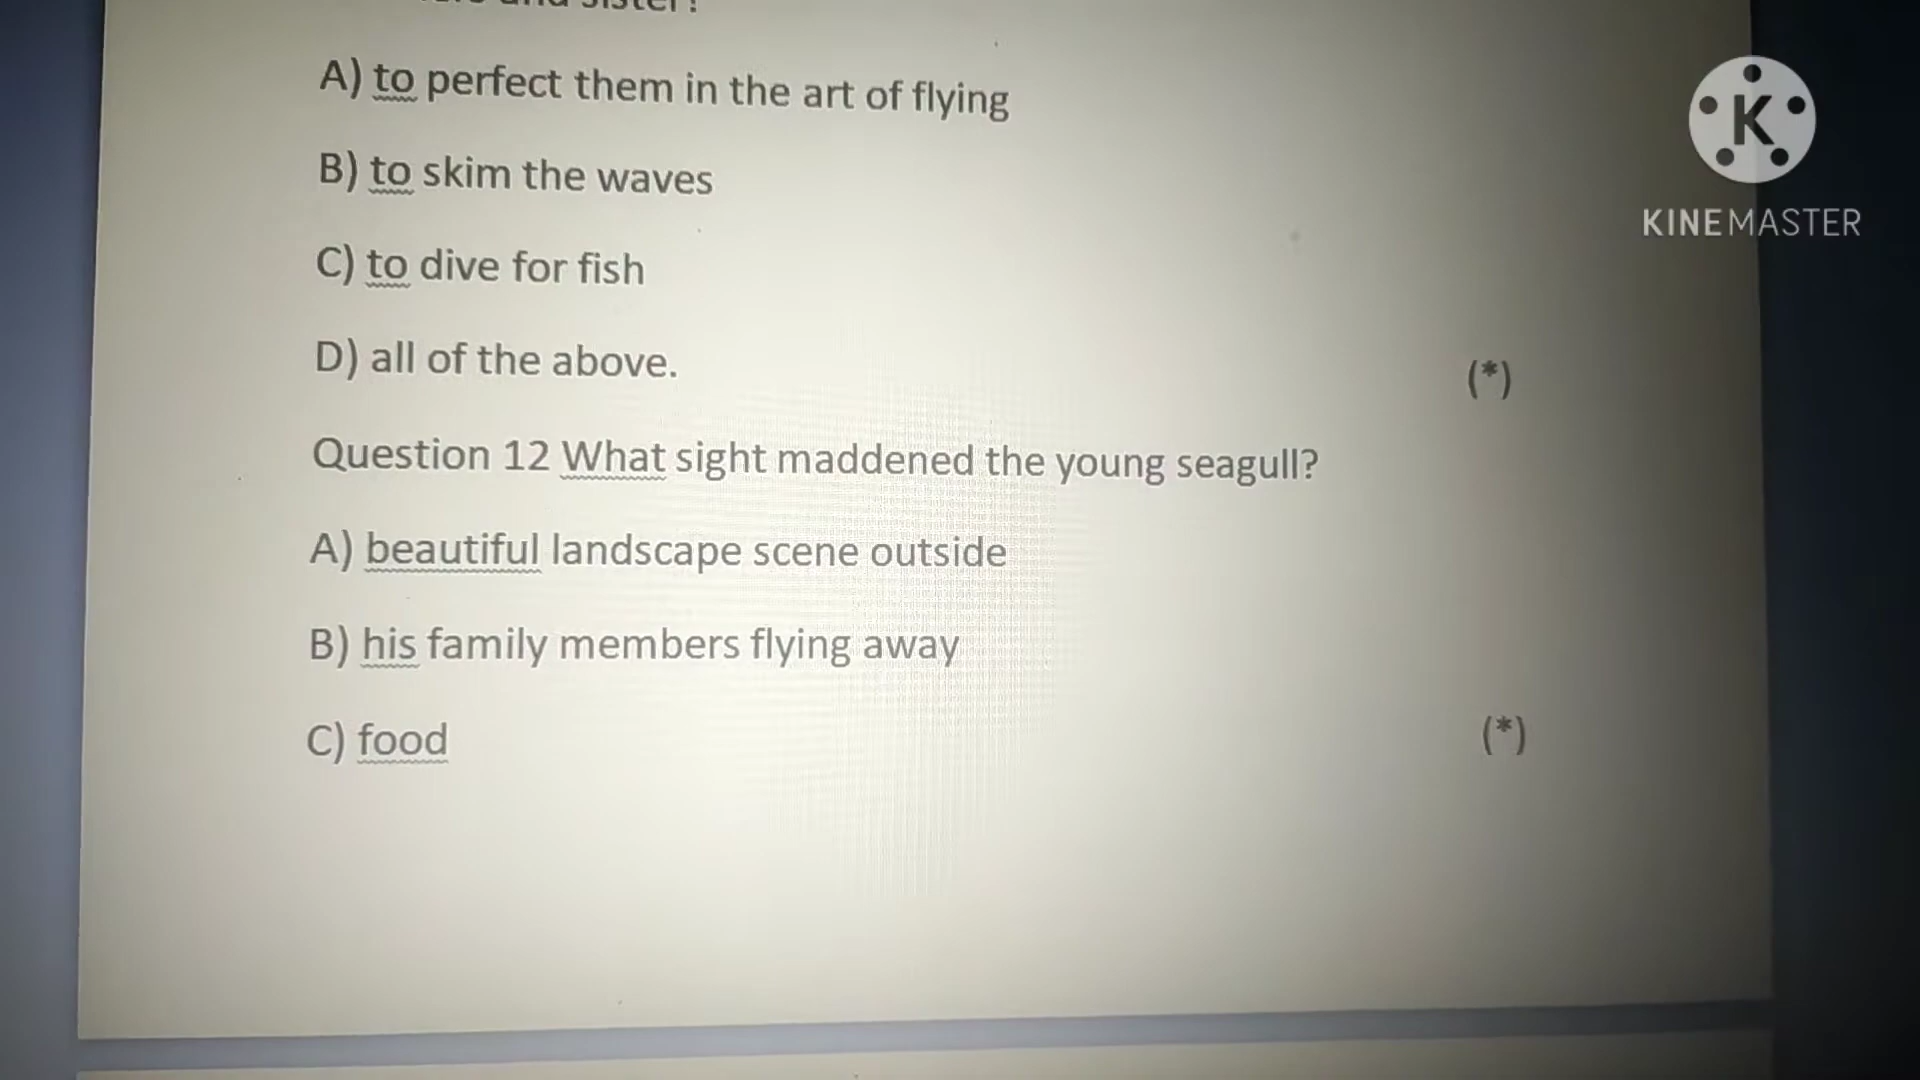 and sister?
A) to perfect them in the art of flying
B) to skim the waves
C) to dive for fish
D) all of the above. (*)
Question 12 What sight maddened the young seagull?
A) beautiful landscape scene outside
B) his family members flying away
C) food (*)
KINEMASTER